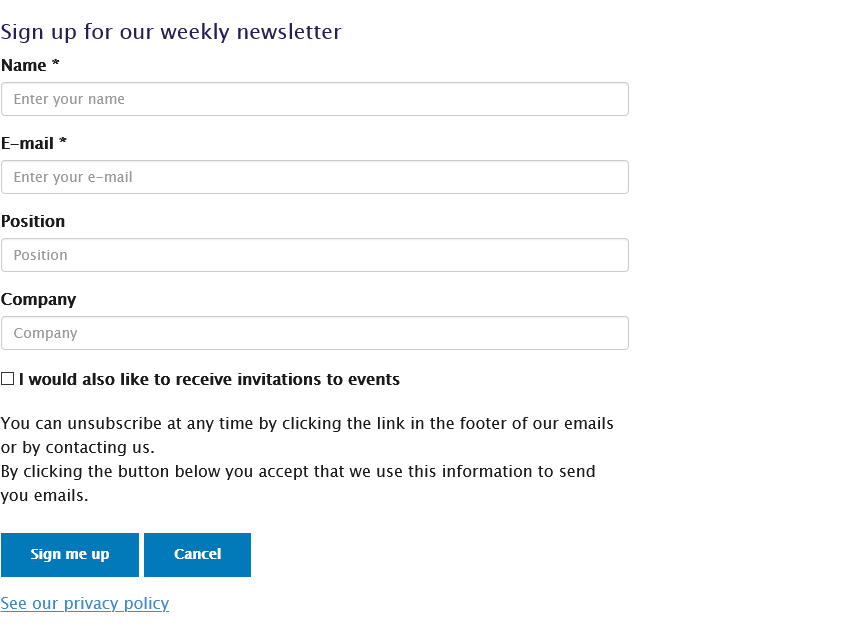 Sign up for our weekly newsletter
Name *
Enter your name
E-mail *
Enter your e-mail
Position
Position
Company
Company
I would also like to receive invitations to events
You can unsubscribe at any time by clicking the link in the footer of our emails
or by contacting us.
By clicking the button below you accept that we use this information to send
you emails.
Sign me up Cancel
See our privacy policy